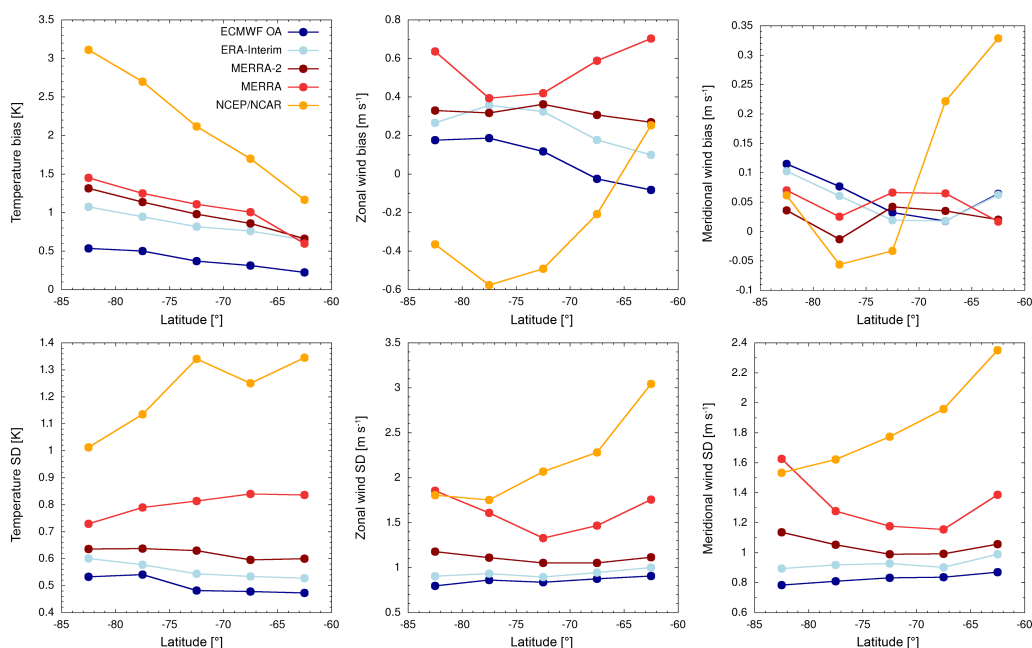 Temperature bias [K]
3.5
3
2.5
2
1.5
1
0.5
0
-85 -80 -75 -70 -65 -60
Latitude [°]
ECMWF OA
ERA-Interim
MERRA-2
MERRA
NCEP/NCAR
Zonal wind bias [m s⁻¹]
0.8
0.6
0.4
0.2
0
-0.2
-0.4
-0.6
-85 -80 -75 -70 -65 -60
Latitude [°]
Meridional wind bias [m s⁻¹]
0.35
0.3
0.25
0.2
0.15
0.1
0.05
0
-0.05
-0.1
-85 -80 -75 -70 -65 -60
Latitude [°]
Temperature SD [K]
1.4
1.3
1.2
1.1
1
0.9
0.8
0.7
0.6
0.5
0.4
-85 -80 -75 -70 -65 -60
Latitude [°]
Zonal wind SD [m s⁻¹]
3.5
3
2.5
2
1.5
1
0.5
-85 -80 -75 -70 -65 -60
Latitude [°]
Meridional wind SD [m s⁻¹]
2.4
2.2
2
1.8
1.6
1.4
1.2
1
0.8
0.6
-85 -80 -75 -70 -65 -60
Latitude [°]